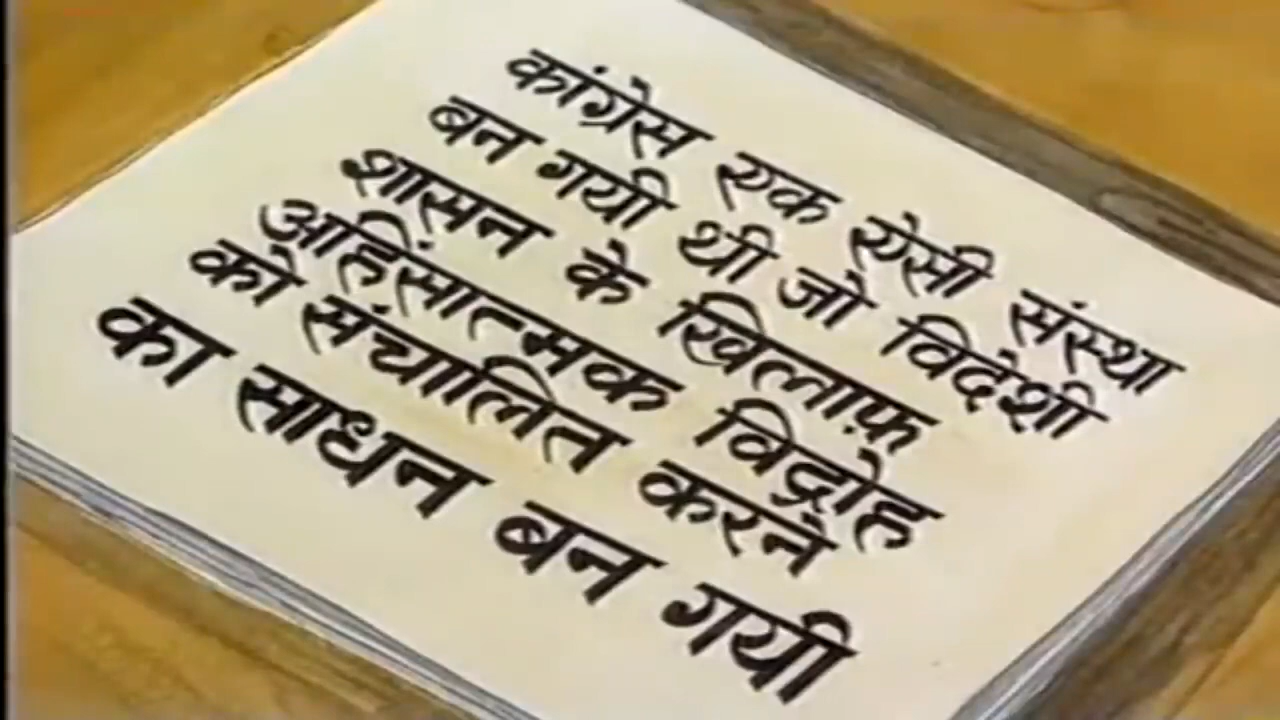 कांग्रेस एक ऐसी संस्था
बन गयी थी जो विदेशी
शासन के खिलाफ़
अहिंसात्मक विद्रोह
को संचालित करने
का साधन बन गयी